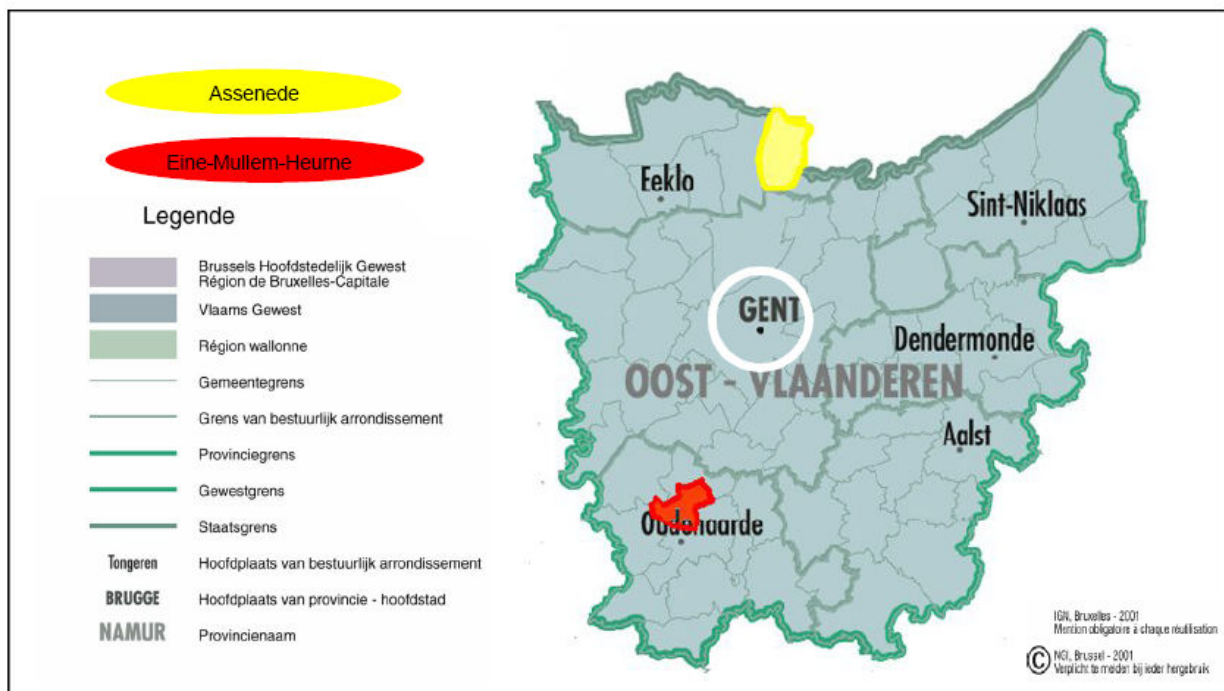 Assenede
Eine-Mullem-Heurne
Legende
Brussels Hoofdstedelijk Gewest
Région de Bruxelles-Capitale
Vlaams Gewest
Région wallonne
Gemeentegrens
Grens van bestuurlijk arrondissement
Provinciegrens
Gewestgrens
Staatsgrens
Tongeren Hoofdplaats van bestuurlijk arrondissement
BRUGGE Hoofdplaats van provincie - hoofdstad
NAMUR Provincienaam
Eeklo
Sint-Niklaas
GENT
Dendermonde
OOST - VLAANDEREN
Aalst
Oudenaarde
IGN, Bruxelles - 2001
Mention obligatoire à chaque réutilisation
© NGI, Brussel - 2001
Verplicht te melden bij ieder hergebruik